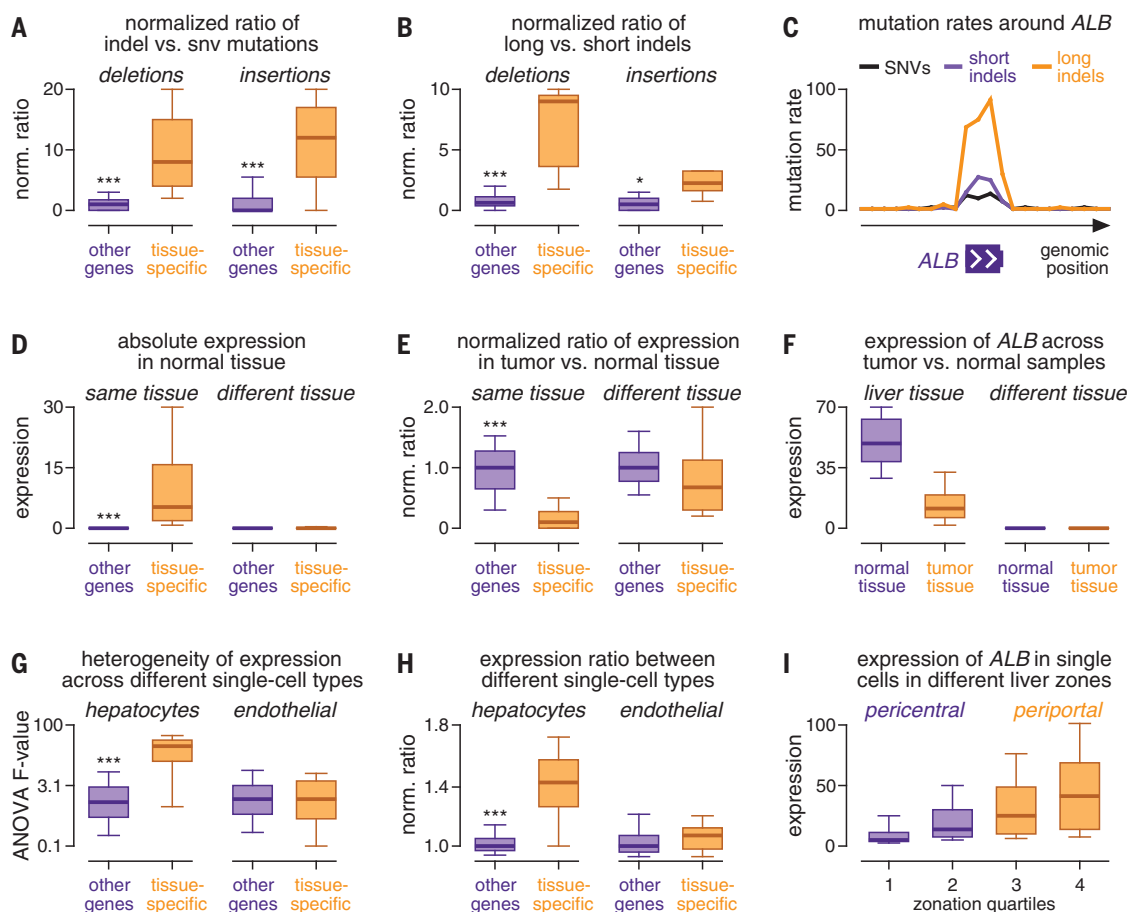 A normalized ratio of
indel vs. snv mutations
deletions insertions
norm. ratio
20
10
0
***
***
other genes
tissue-specific
other genes
tissue-specific
B normalized ratio of
long vs. short indels
deletions insertions
norm. ratio
10
5
0
***
*
other genes
tissue-specific
other genes
tissue-specific
C mutation rates around ALB
SNVs short indels long indels
mutation rate
100
50
0
ALB
genomic position
D absolute expression
in normal tissue
same tissue different tissue
expression
30
15
0
***
other genes
tissue-specific
other genes
tissue-specific
E normalized ratio of expression
in tumor vs. normal tissue
same tissue different tissue
norm. ratio
2.0
1.0
0
***
other genes
tissue-specific
other genes
tissue-specific
F expression of ALB across
tumor vs. normal samples
liver tissue different tissue
expression
70
35
0
normal tissue
tumor tissue
normal tissue
tumor tissue
G heterogeneity of expression
across different single-cell types
hepatocytes endothelial
ANOVA F-value
100
3.1
0.1
***
other genes
tissue-specific
other genes
tissue-specific
H expression ratio between
different single-cell types
hepatocytes endothelial
norm. ratio
1.8
1.4
1.0
***
other genes
tissue-specific
other genes
tissue-specific
I expression of ALB in single
cells in different liver zones
pericentral periportal
expression
100
50
0
1 2 3 4
zonation quartiles